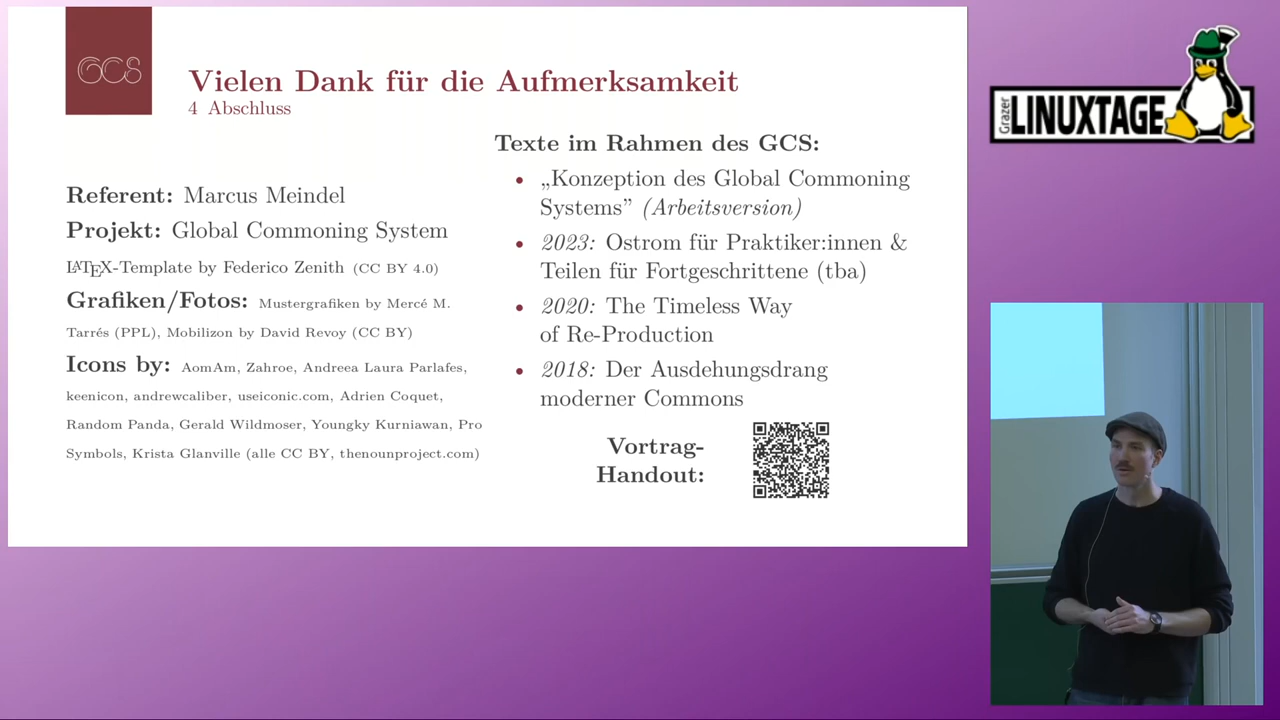 GCS
Vielen Dank für die Aufmerksamkeit
4 Abschluss
Referent: Marcus Meindel
Projekt: Global Commoning System
LATEX-Template by Federico Zenith (CC BY 4.0)
Grafiken/Fotos: Mustergrafiken by Mercé M.
Tarrés (PPL), Mobilizon by David Revoy (CC BY)
Icons by: AomAm, Zahroe, Andreea Laura Parlafes,
keenicon, andrewcaliber, useiconic.com, Adrien Coquet,
Random Panda, Gerald Wildmoser, Youngky Kurniawan, Pro
Symbols, Krista Glanville (alle CC BY, thenounproject.com)
Texte im Rahmen des GCS:
• „Konzeption des Global Commoning
Systems” (Arbeitsversion)
• 2023: Ostrom für Praktiker:innen &
Teilen für Fortgeschrittene (tba)
• 2020: The Timeless Way
of Re-Production
• 2018: Der Ausdehungsdrang
moderner Commons
Vortrag-
Handout:
Grazer
LINUXTAGE